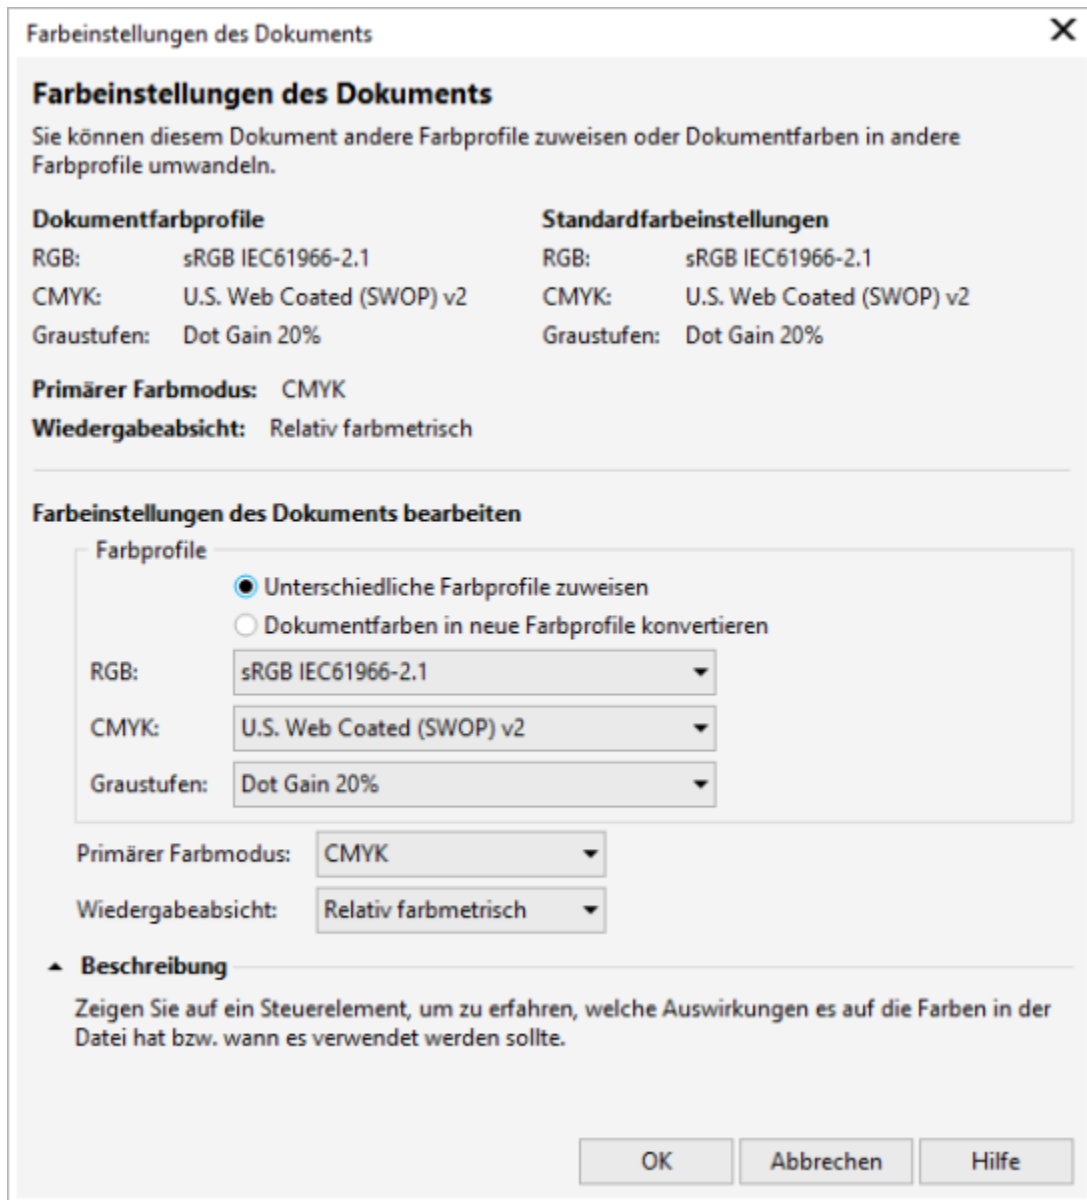 Farbeinstellungen des Dokuments
Farbeinstellungen des Dokuments
Sie können diesem Dokument andere Farbprofile zuweisen oder Dokumentfarben in andere
Farbprofile umwandeln.
Dokumentfarbprofile
RGB: sRGB IEC61966-2.1
CMYK: U.S. Web Coated (SWOP) v2
Graustufen: Dot Gain 20%
Standardfarbeinstellungen
RGB: sRGB IEC61966-2.1
CMYK: U.S. Web Coated (SWOP) v2
Graustufen: Dot Gain 20%
Primärer Farbmodus: CMYK
Wiedergabeabsicht: Relativ farbmetrisch
Farbeinstellungen des Dokuments bearbeiten
Farbprofile
Unterschiedliche Farbprofile zuweisen
Dokumentfarben in neue Farbprofile konvertieren
RGB: sRGB IEC61966-2.1
CMYK: U.S. Web Coated (SWOP) v2
Graustufen: Dot Gain 20%
Primärer Farbmodus: CMYK
Wiedergabeabsicht: Relativ farbmetrisch
Beschreibung
Zeigen Sie auf ein Steuerelement, um zu erfahren, welche Auswirkungen es auf die Farben in der
Datei hat bzw. wann es verwendet werden sollte.
OK Abbrechen Hilfe